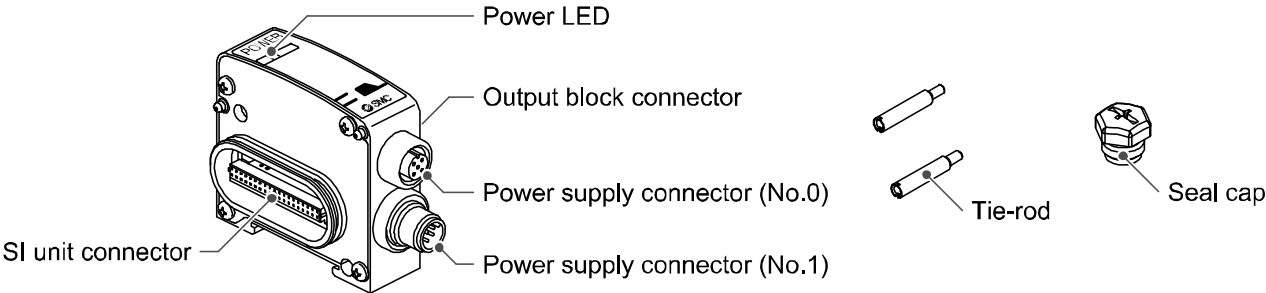 Power LED
POWER
SMC
Output block connector
Power supply connector (No.0)
Seal cap
Tie-rod
SI unit connector
Power supply connector (No.1)